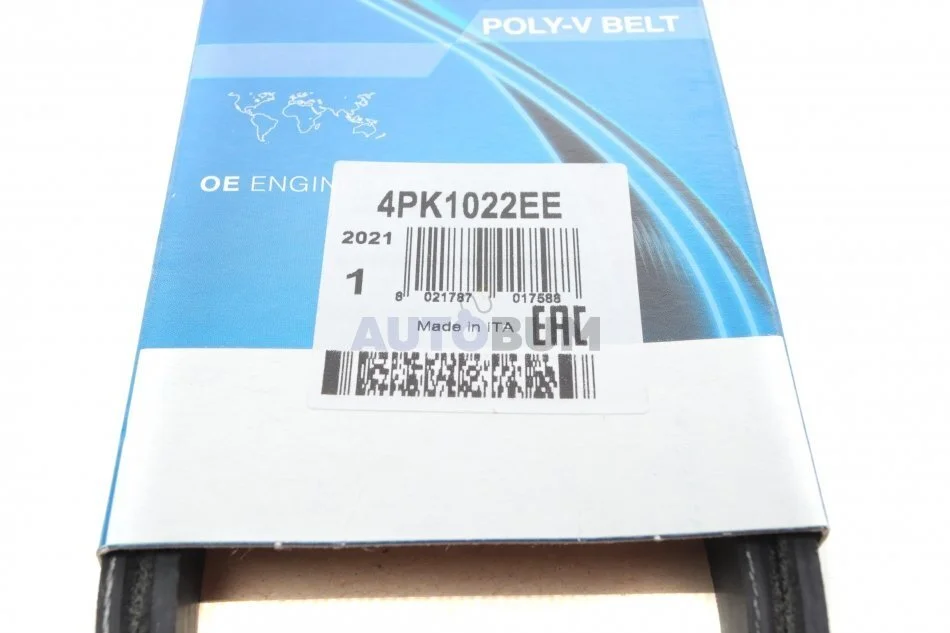 POLY-V BELT
OE ENGIN
4PK1022EE
2021
1
8 021787 017588
AUTOBUM
Made in ITA
EAC